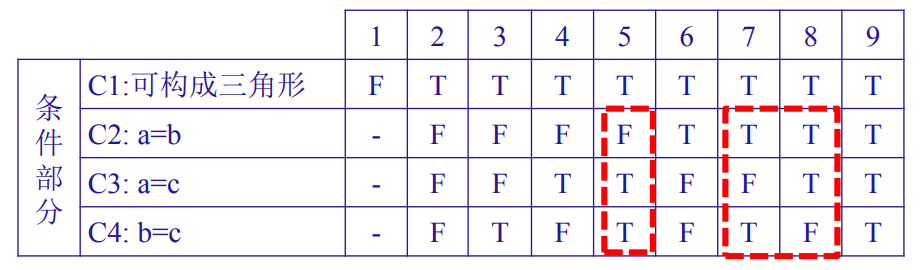 1 2 3 4 5 6 7 8 9
条件部分
C1:可构成三角形 F T T T T T T T T
C2: a=b - F F F F T T T T
C3: a=c - F F T T F F T T
C4: b=c - F T F T F T F T